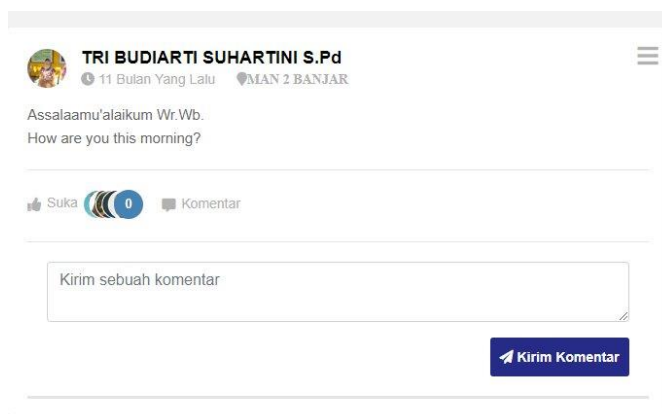 TRI BUDIARTI SUHARTINI S.Pd
11 Bulan Yang Lalu MAN 2 BANJAR
Assalaamu'alaikum Wr.Wb.
How are you this morning?
Suka 0 Komentar
Kirim sebuah komentar
Kirim Komentar